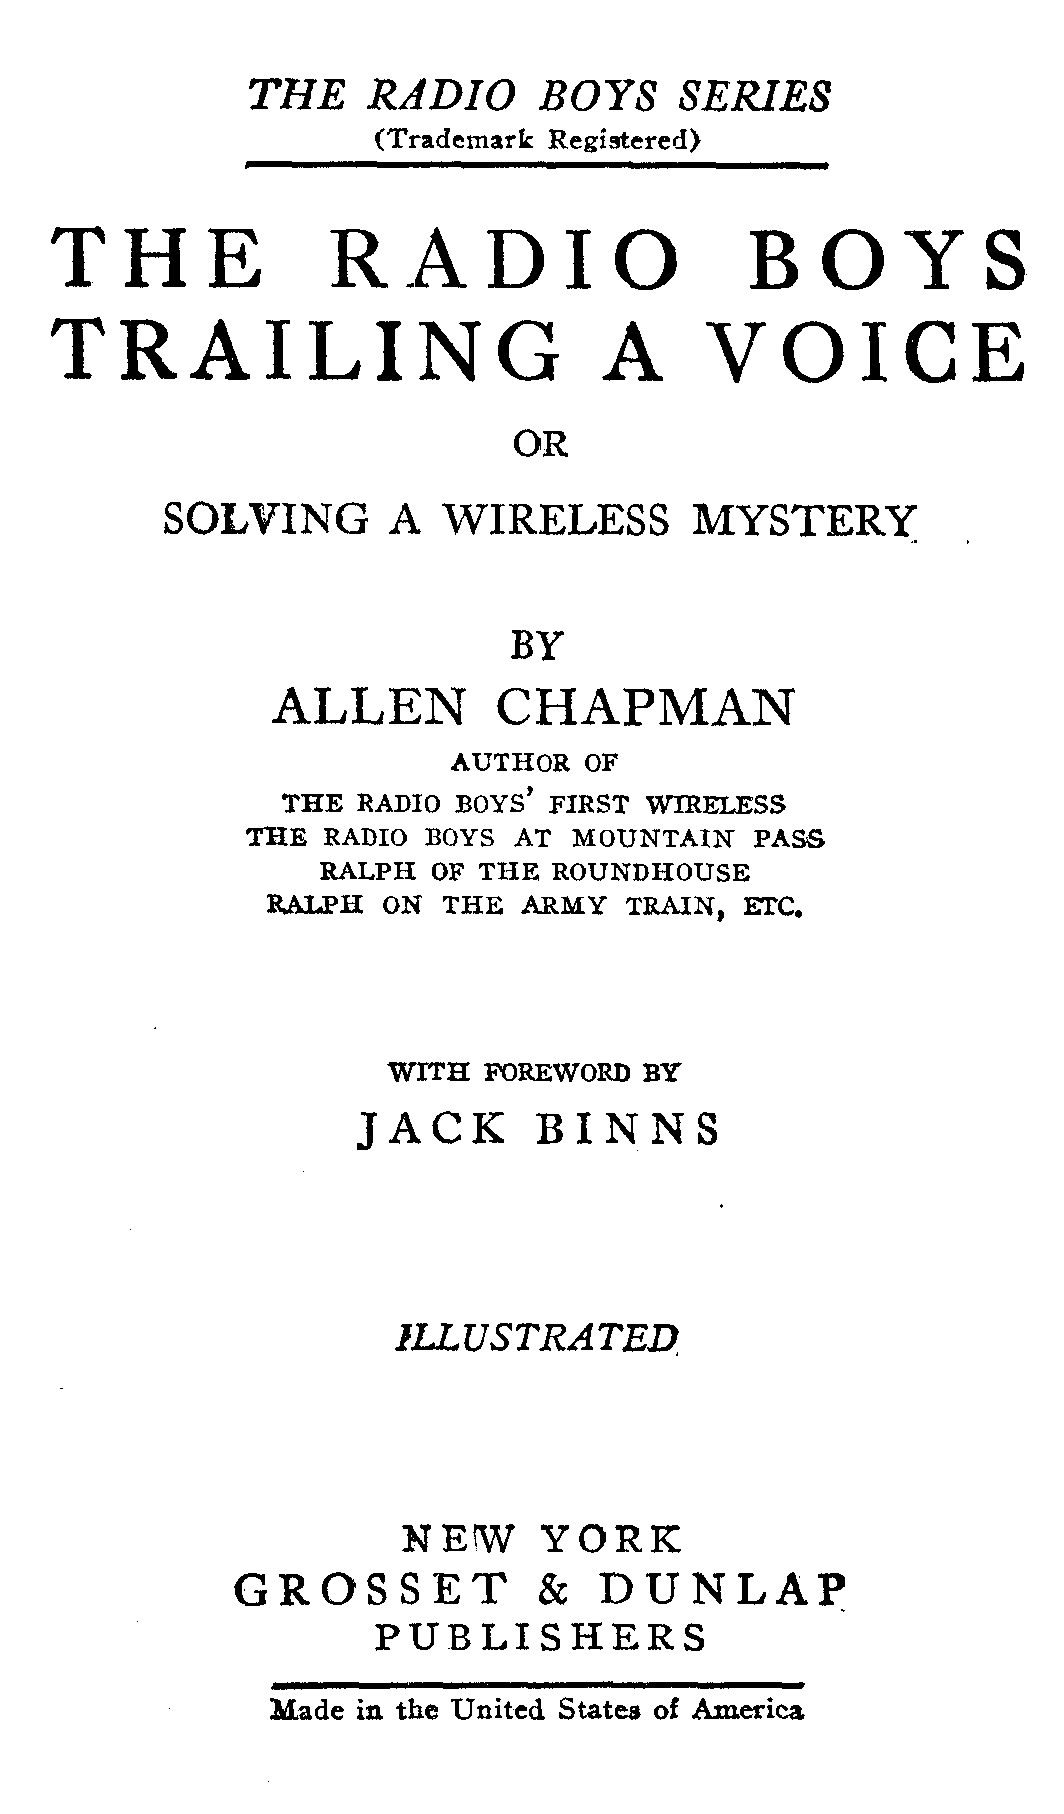 THE RADIO BOYS SERIES
(Trademark Registered)
THE RADIO BOYS
TRAILING A VOICE
OR
SOLVING A WIRELESS MYSTERY
BY
ALLEN CHAPMAN
AUTHOR OF
THE RADIO BOYS' FIRST WIRELESS
THE RADIO BOYS AT MOUNTAIN PASS
RALPH OF THE ROUNDHOUSE
RALPH ON THE ARMY TRAIN, ETC.
WITH FOREWORD BY
JACK BINNS
ILLUSTRATED
NEW YORK
GROSSET & DUNLAP
PUBLISHERS
Made in the United States of America